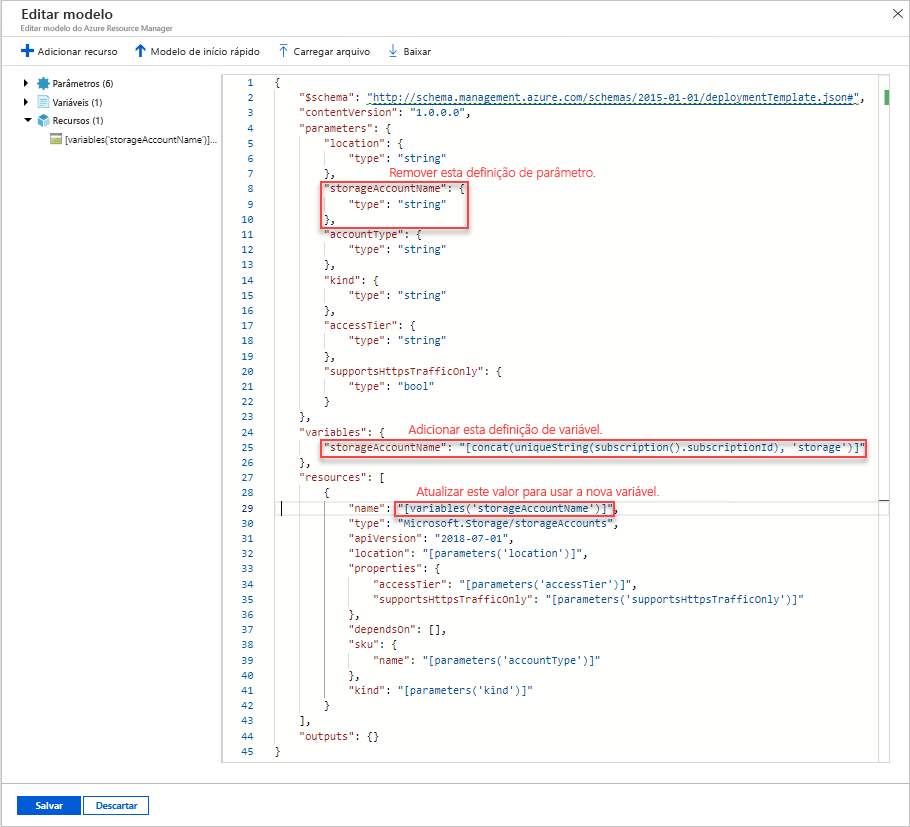 Editar modelo
Editar modelo do Azure Resource Manager
Adicionar recurso Modelo de início rápido Carregar arquivo Baixar
Parâmetros (6)
Variáveis (1)
Recursos (1)
[variables('storageAccountName')]...
1 {
2 "$schema": "http://schema.management.azure.com/schemas/2015-01-01/deploymentTemplate.json#",
3 "contentVersion": "1.0.0.0",
4 "parameters": {
5 "location": {
6 "type": "string"
7 },
Remover esta definição de parâmetro.
8 "storageAccountName": {
9 "type": "string"
10 },
11 "accountType": {
12 "type": "string"
13 },
14 "kind": {
15 "type": "string"
16 },
17 "accessTier": {
18 "type": "string"
19 },
20 "supportsHttpsTrafficOnly": {
21 "type": "bool"
22 }
23 },
24 "variables": {
Adicionar esta definição de variável.
25 "storageAccountName": "[concat(uniqueString(subscription().subscriptionId), 'storage')]"
26 },
27 "resources": [
28 {
Atualizar este valor para usar a nova variável.
29 "name": "[variables('storageAccountName')]",
30 "type": "Microsoft.Storage/storageAccounts",
31 "apiVersion": "2018-07-01",
32 "location": "[parameters('location')]",
33 "properties": {
34 "accessTier": "[parameters('accessTier')]",
35 "supportsHttpsTrafficOnly": "[parameters('supportsHttpsTrafficOnly')]"
36 },
37 "dependsOn": [],
38 "sku": {
39 "name": "[parameters('accountType')]"
40 },
41 "kind": "[parameters('kind')]"
42 }
43 ],
44 "outputs": {}
45 }
Salvar Descartar